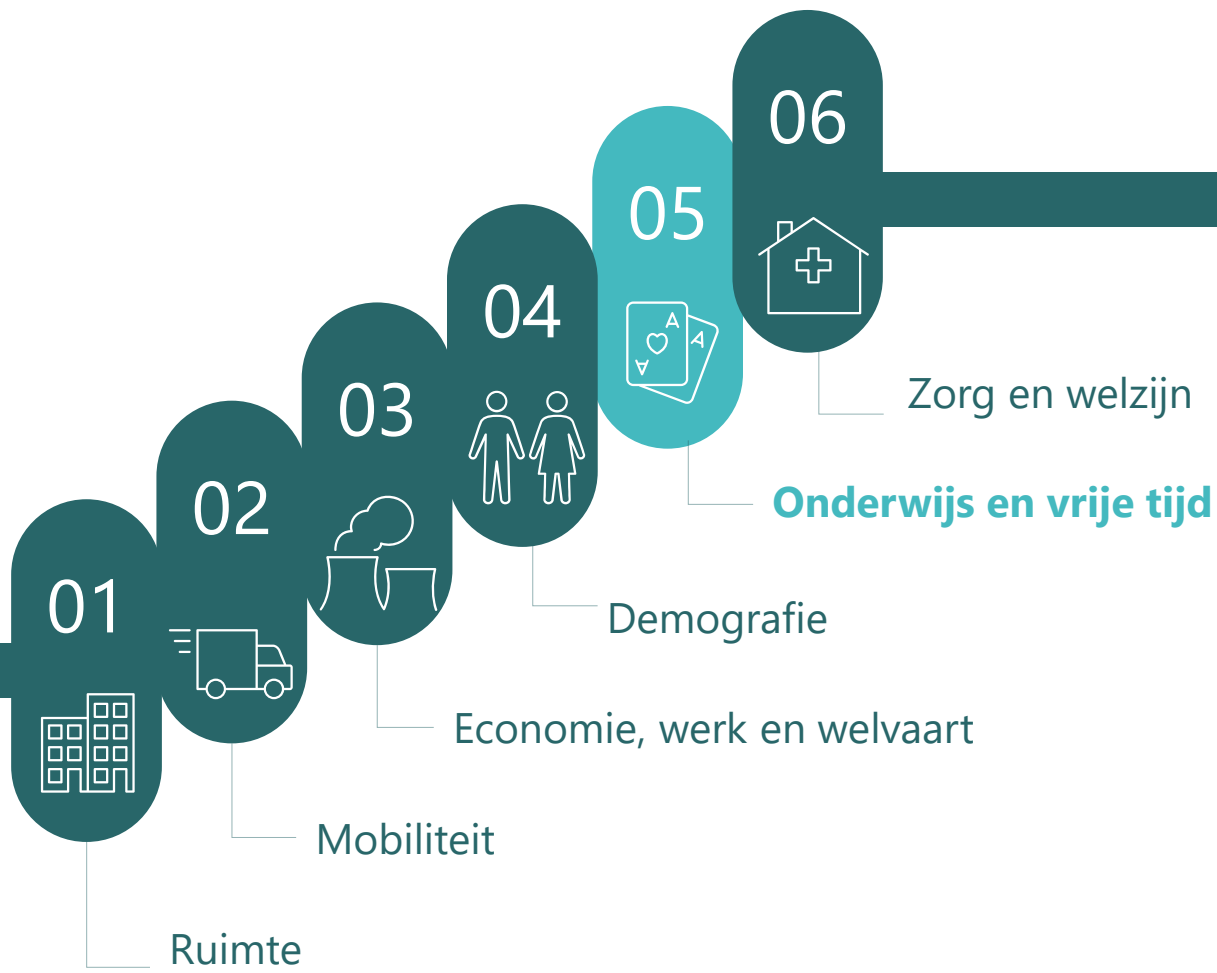 06
05
04
A
A
A
03
Zorg en welzijn
02
Onderwijs en vrije tijd
01
Demografie
Economie, werk en welvaart
Mobiliteit
Ruimte